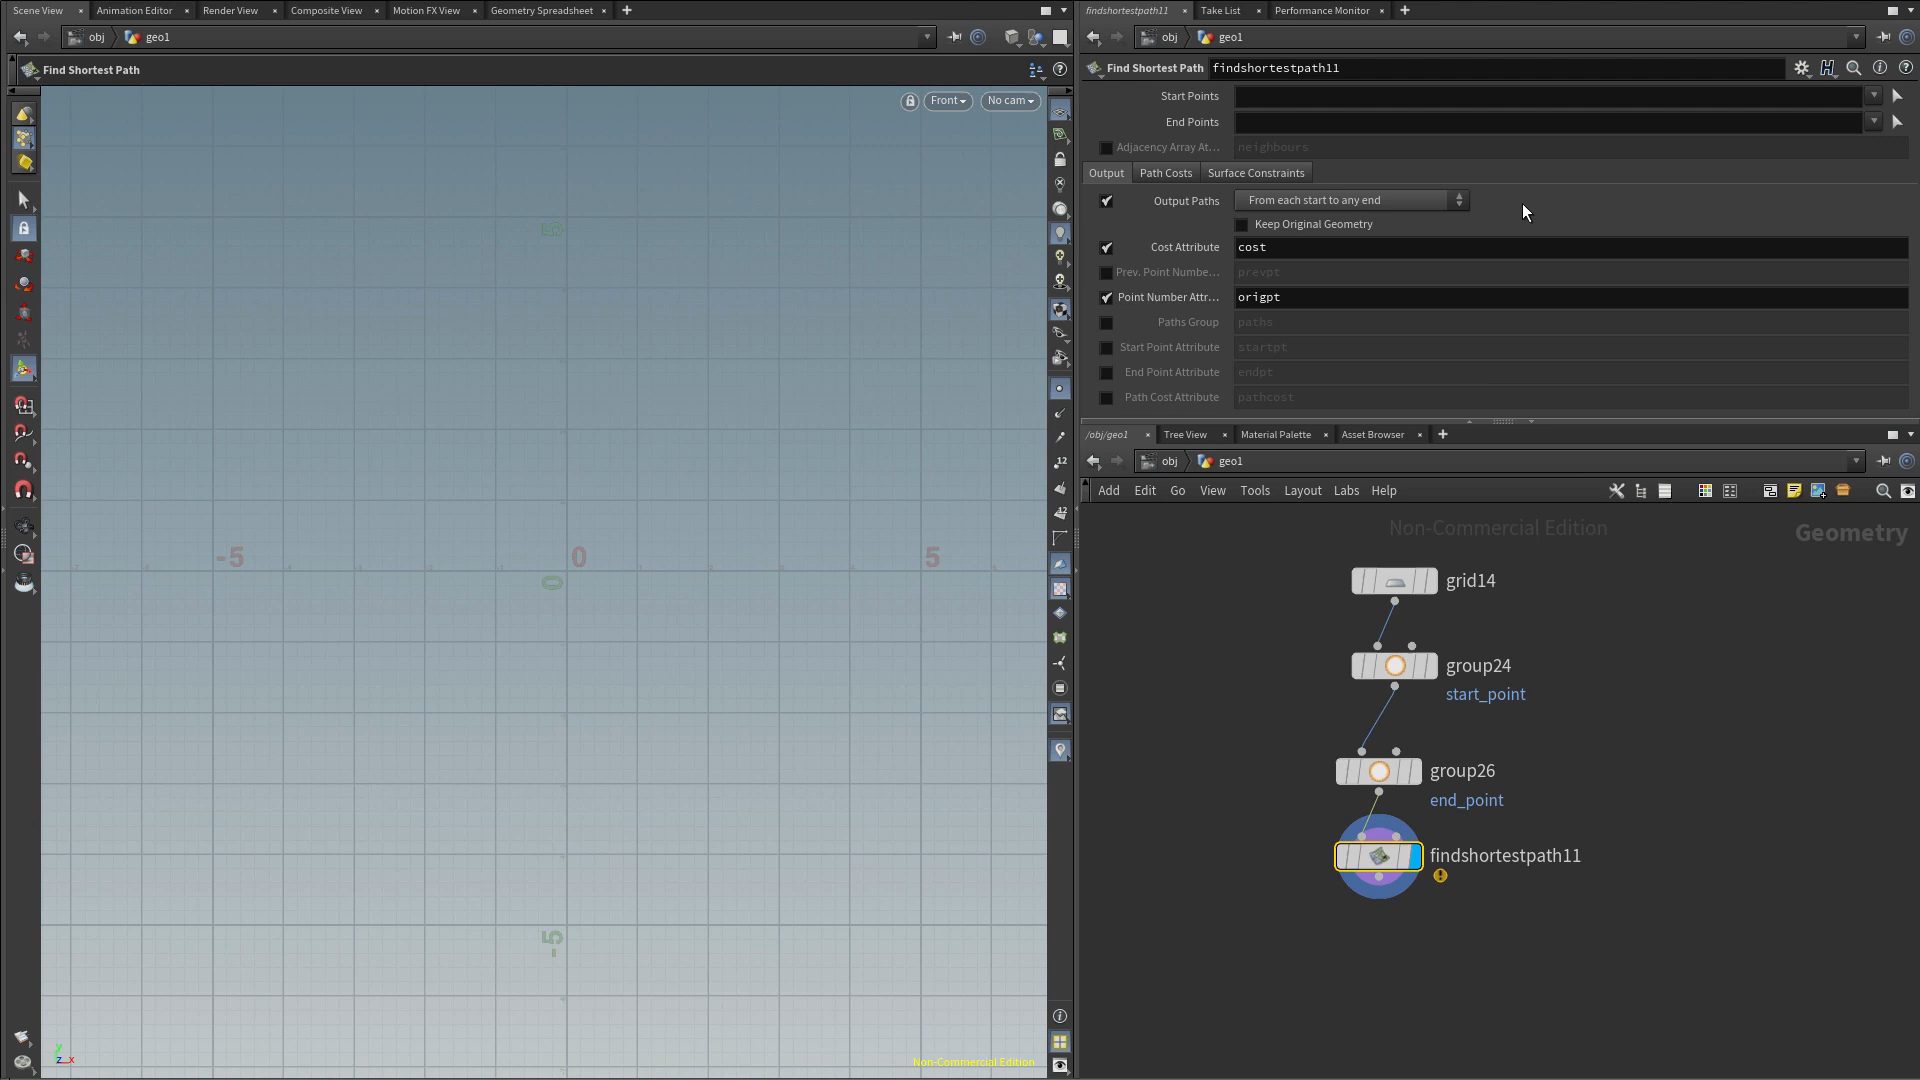 Scene View × Animation Editor × Render View × Composite View × Motion FX View × Geometry Spreadsheet × +
obj geo1
Find Shortest Path
Front No cam
5
-5 0 5
0
-5
y
z x
Non-Commercial Edition
findshortestpath11 × Take List × Performance Monitor × +
obj geo1
Find Shortest Path findshortestpath11
Start Points
End Points
Adjacency Array At... neighbours
Output Path Costs Surface Constraints
Output Paths From each start to any end
Keep Original Geometry
Cost Attribute cost
Prev. Point Numbe... prevpt
Point Number Attr... origpt
Paths Group paths
Start Point Attribute startpt
End Point Attribute endpt
Path Cost Attribute pathcost
/obj/geo1 × Tree View × Material Palette × Asset Browser × +
obj geo1
Add Edit Go View Tools Layout Labs Help
Non-Commercial Edition
Geometry
grid14
group24
start_point
group26
end_point
findshortestpath11
12
12